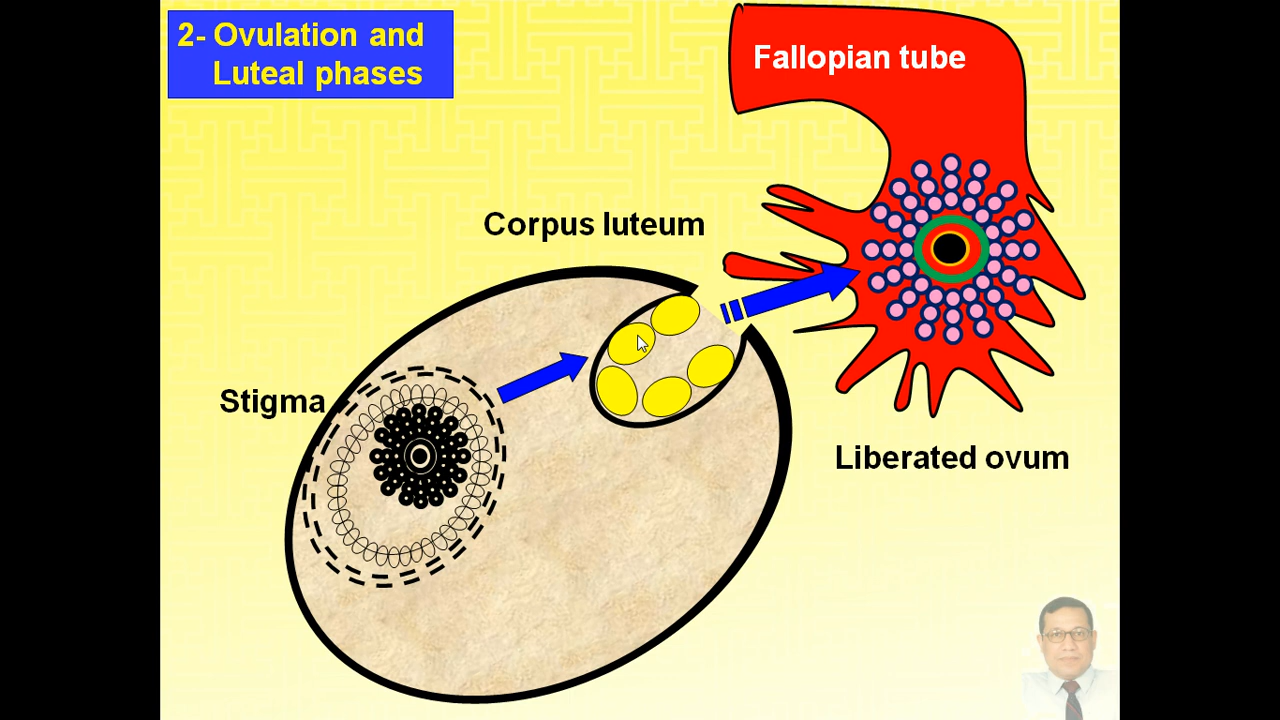 2- Ovulation and
Luteal phases
Fallopian tube
Corpus luteum
Stigma
Liberated ovum